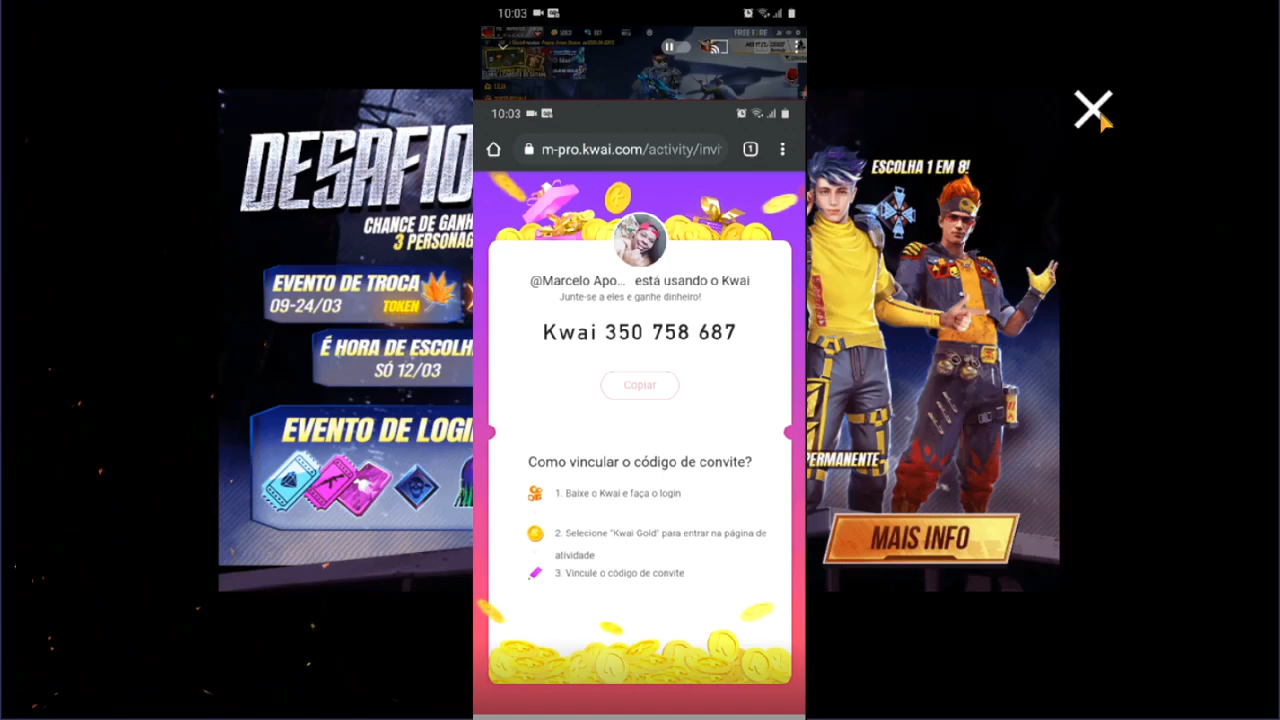 10:03
FREE FIRE
10:03
m-pro.kwai.com/activity/invi
@Marcelo Apo... está usando o Kwai
Junte-se a eles e ganhe dinheiro!
Kwai 350 758 687
Copiar
Como vincular o código de convite?
1. Baixe o Kwai e faça o login
2. Selecione "Kwai Gold" para entrar na página de
atividade
3. Vincule o código de convite
DESAFIO
CHANCE DE GANH
3 PERSONAG
EVENTO DE TROCA
09-24/03 TOKEN
É HORA DE ESCOLH
SÓ 12/03
EVENTO DE LOGI
ESCOLHA 1 EM 8!
PERMANENTE
MAIS INFO